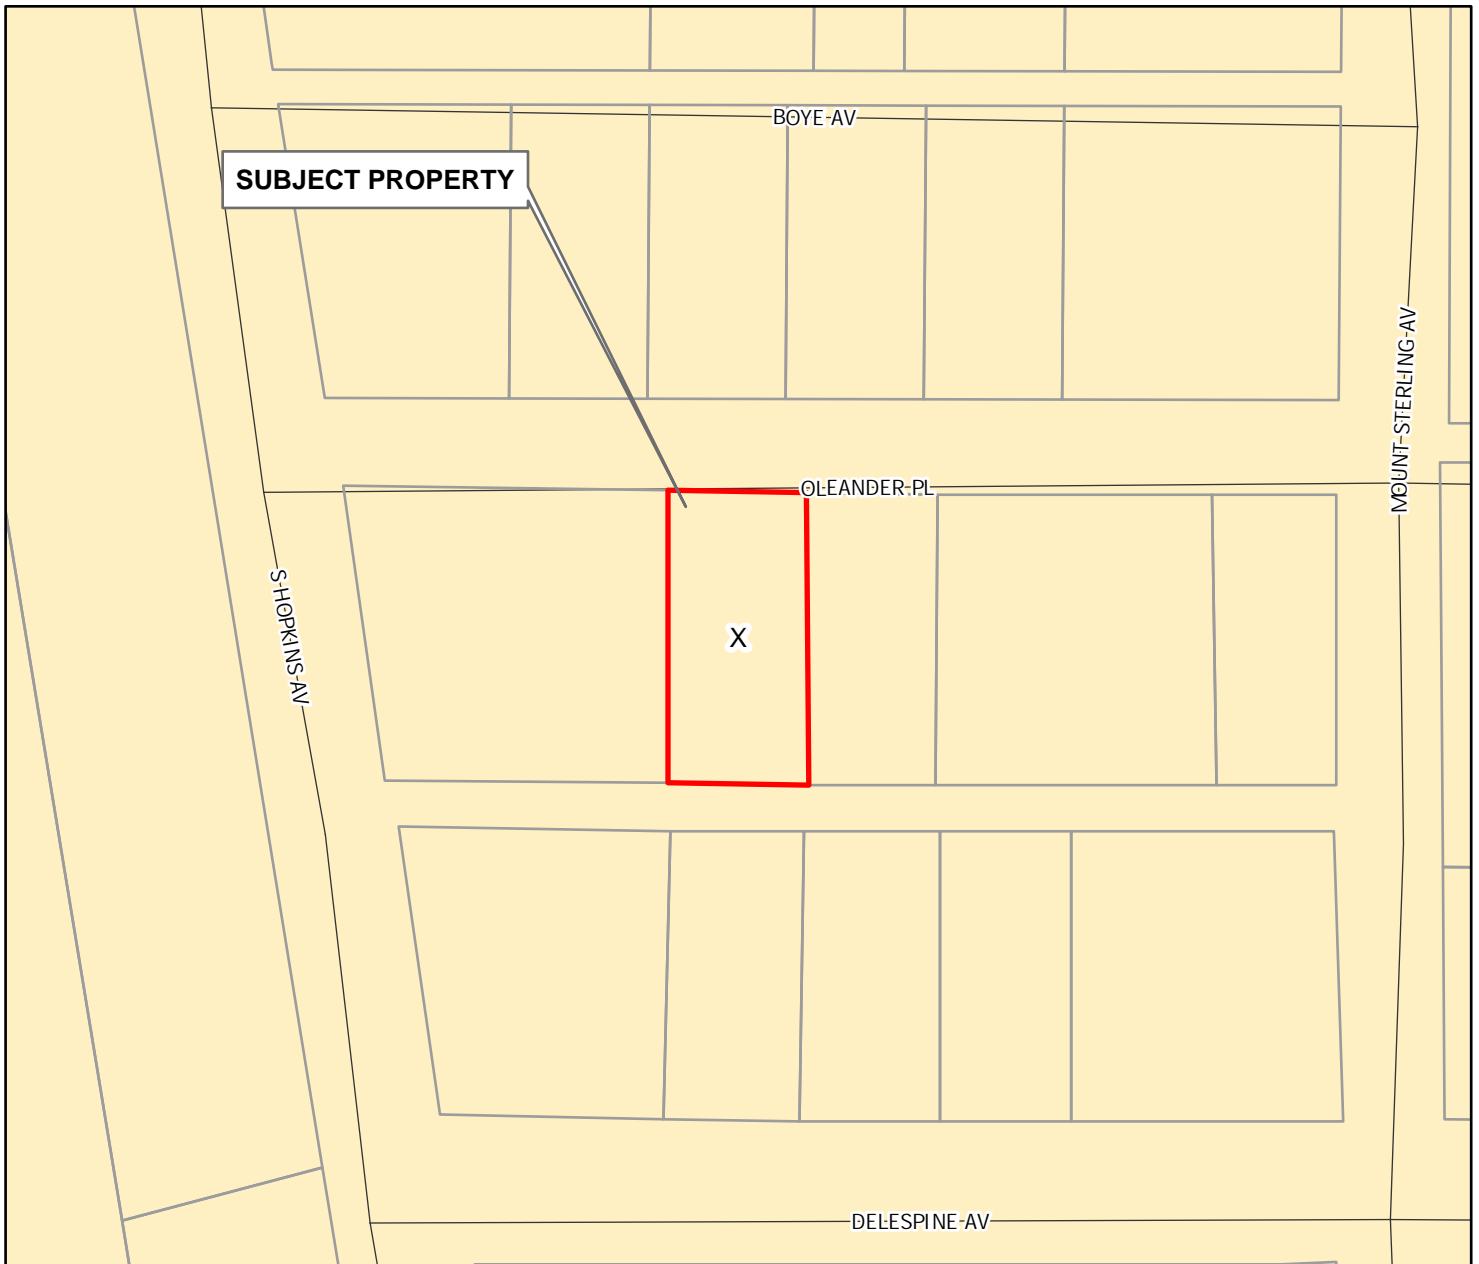 BOYE AV
SUBJECT PROPERTY
MOUNT STERLING AV
OLEANDER PL
S HOPKINS AV
X
DELESPINE AV